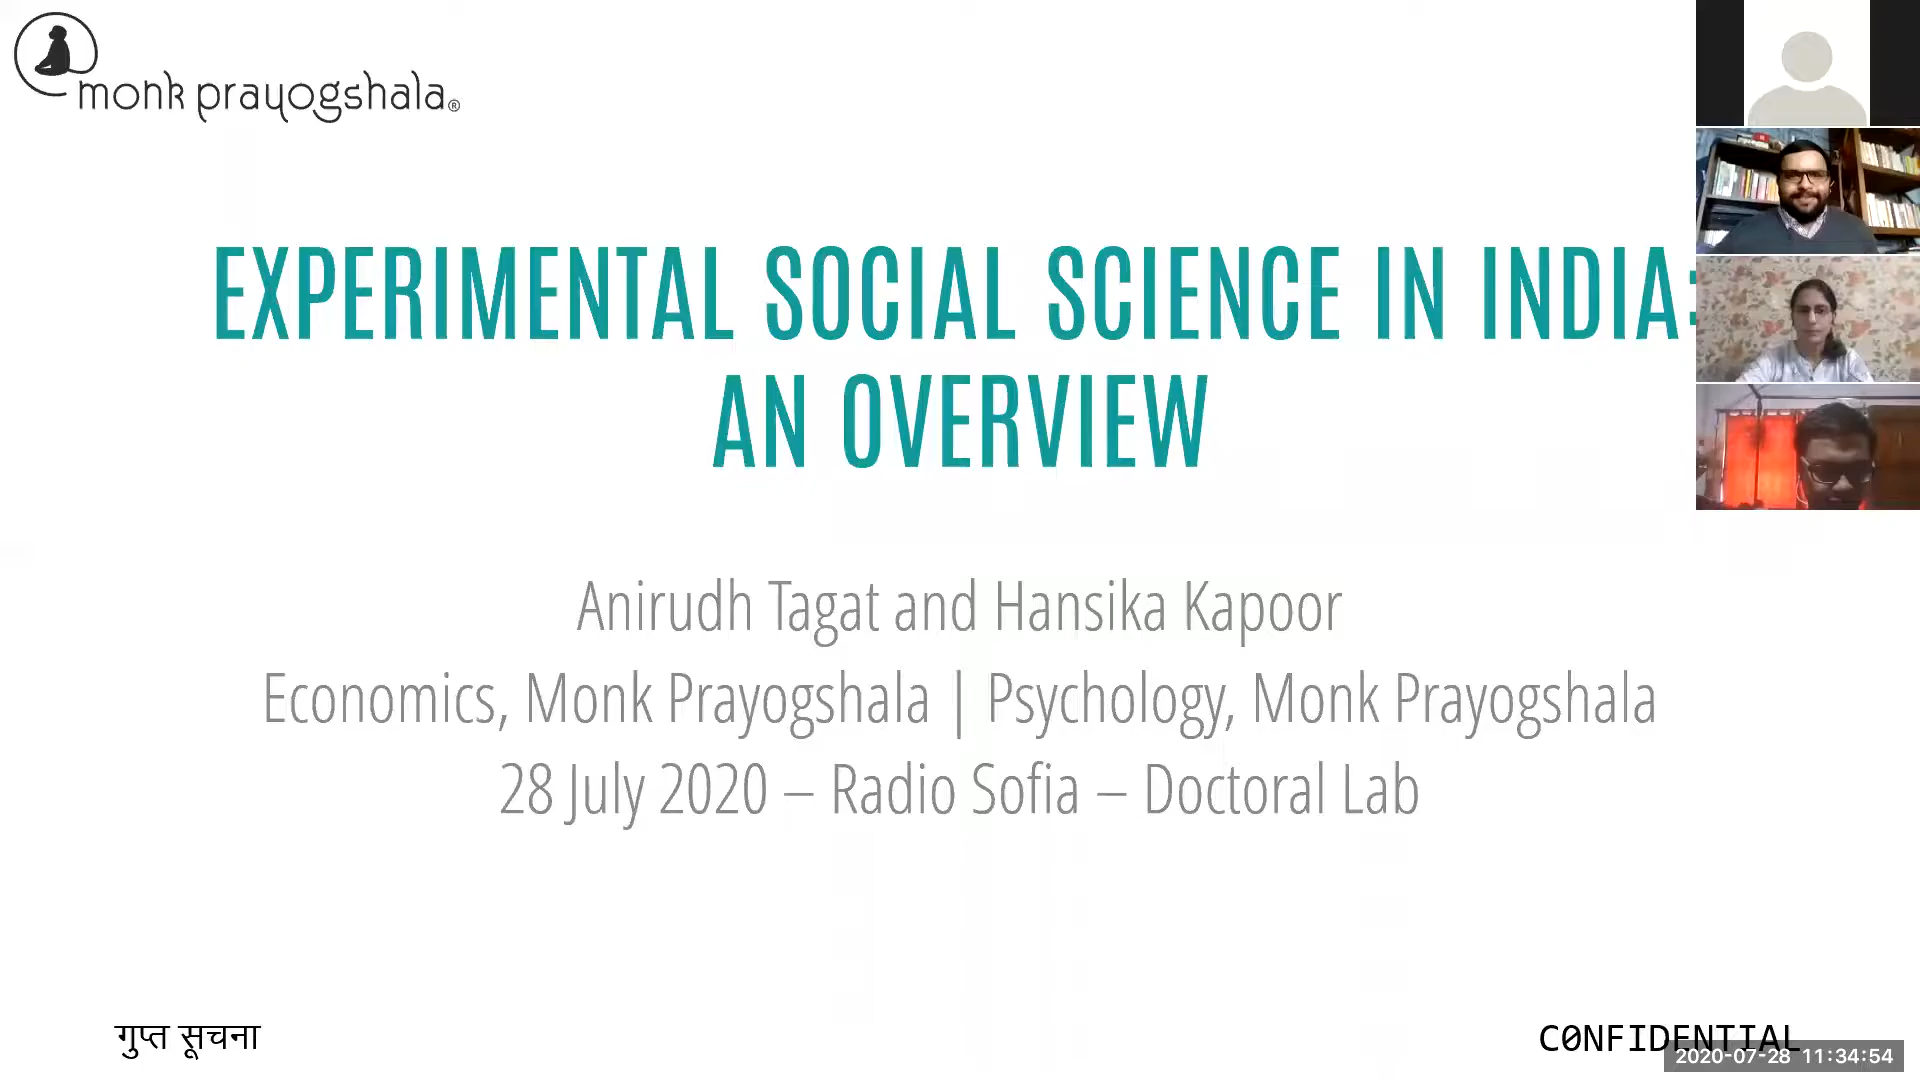 monk prayogshala®
EXPERIMENTAL SOCIAL SCIENCE IN INDIA:
AN OVERVIEW
Anirudh Tagat and Hansika Kapoor
Economics, Monk Prayogshala | Psychology, Monk Prayogshala
28 July 2020 – Radio Sofia – Doctoral Lab
गुप्त सूचना
C0NFIDENTIAL
2020-07-28 11:34:54